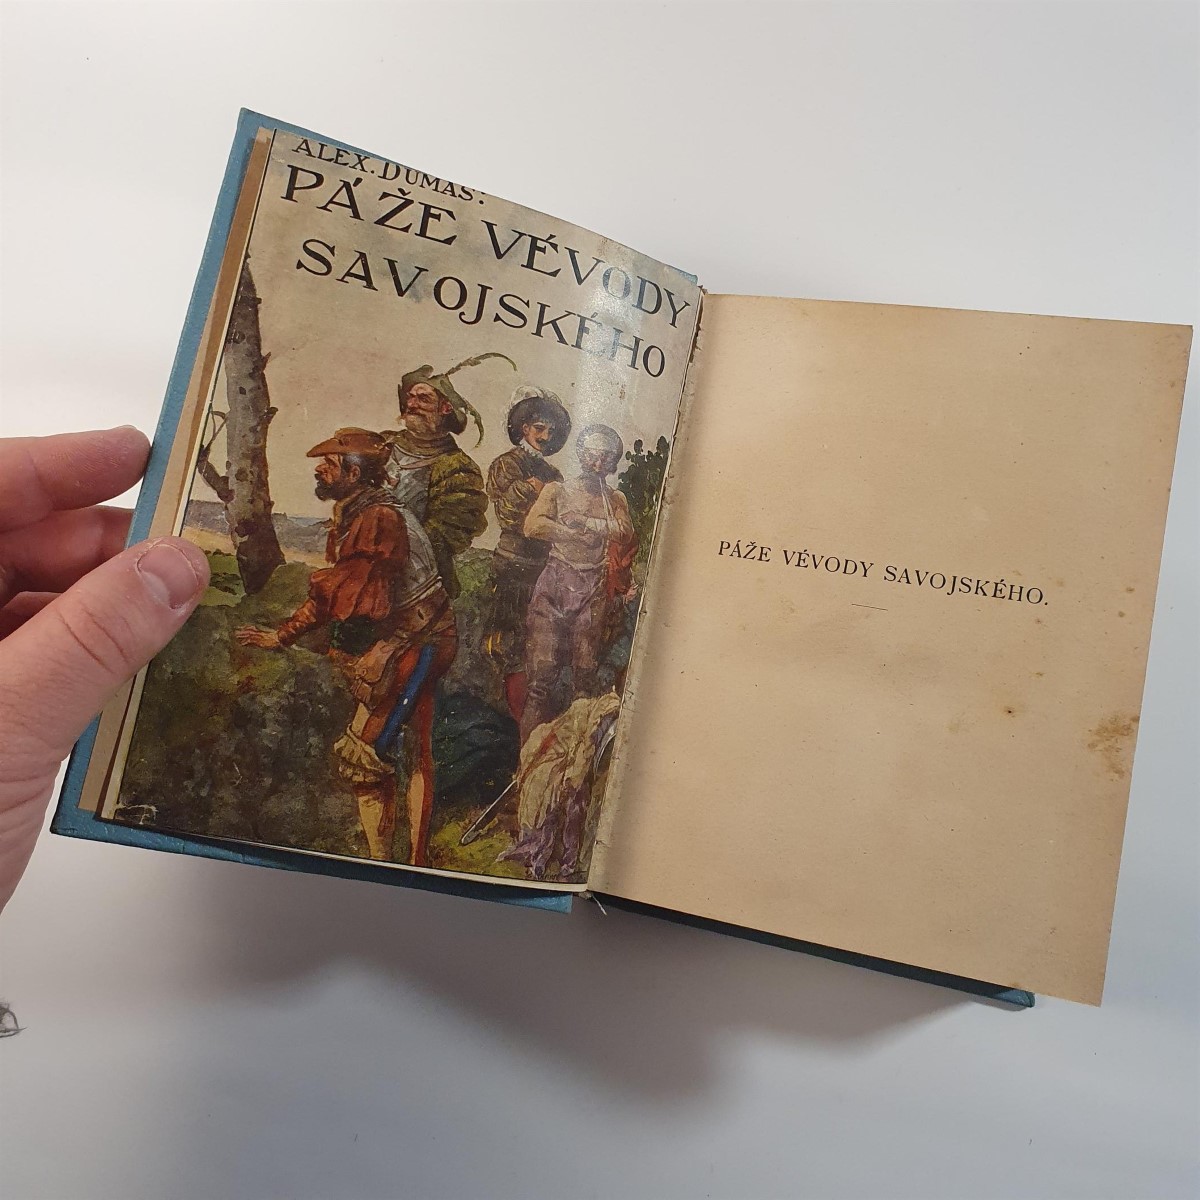 ALEX. DUMAS:
PÁŽE VÉVODY
SAVOJSKÉHO
PÁŽE VÉVODY SAVOJSKÉHO.